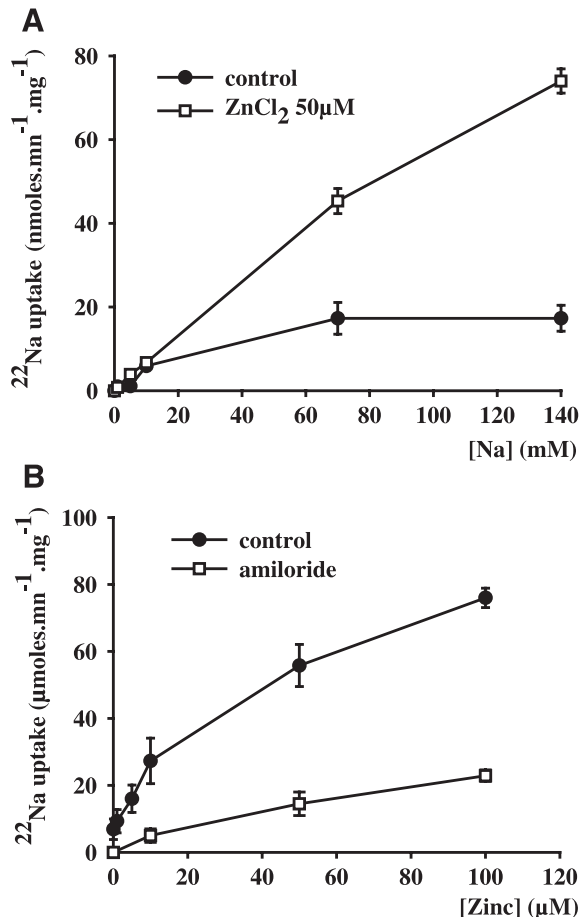 A
80
60
40
20
0
22Na uptake (nmoles.mn-1.mg-1)
control
ZnCl2 50µM
0 20 40 60 80 100 120 140
[Na] (mM)
B
100
80
60
40
20
0
22Na uptake (µmoles.mn-1.mg-1)
control
amiloride
0 20 40 60 80 100 120
[Zinc] (µM)